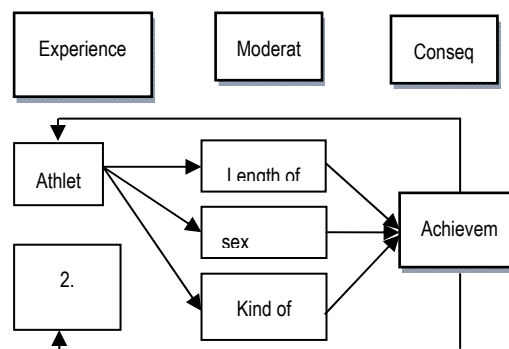 Experience
Moderat
Conseq
Athlet
Length of
sex
Kind of
Achievem
2.